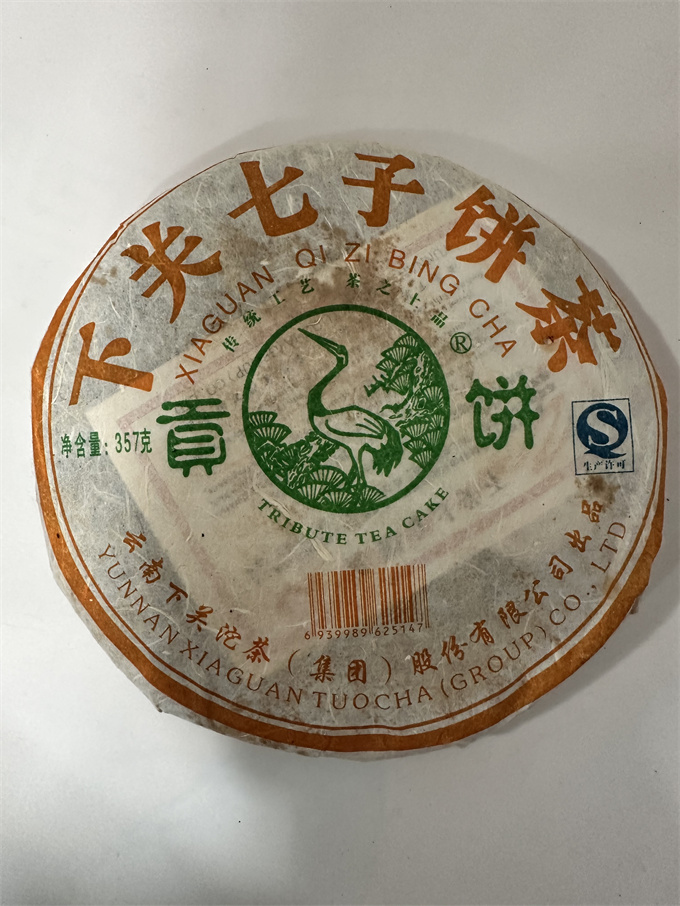 下关七子饼茶
XIAGUAN QI ZI BING CHA
传统工艺 茶之上品
®
贡饼
净含量：357克
生产许可
TRIBUTE TEA CAKE
6 939989 625147
云南下关沱茶（集团）股份有限公司出品
YUNNAN XIAGUAN TUOCHA (GROUP) CO., LTD